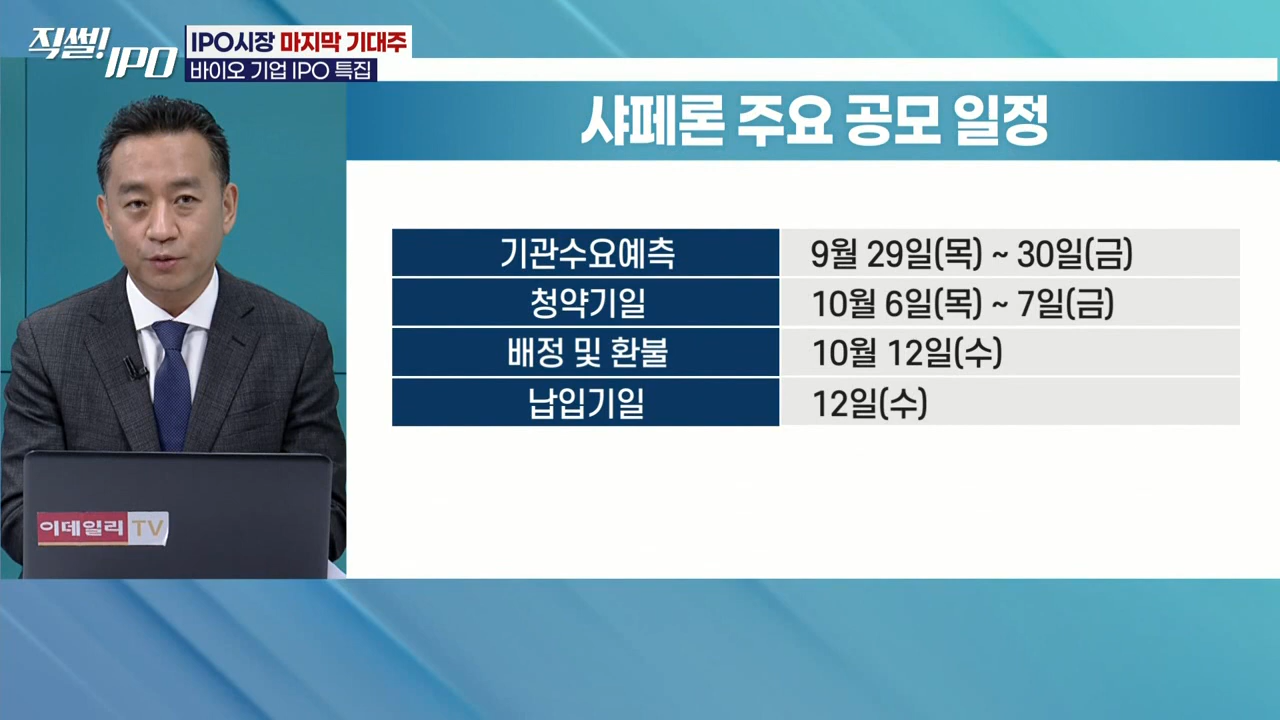 직썰! IPO
IPO시장 마지막 기대주
바이오 기업 IPO 특집
샤페론 주요 공모 일정
기관수요예측 9월 29일(목) ~ 30일(금)
청약기일 10월 6일(목) ~ 7일(금)
배정 및 환불 10월 12일(수)
납입기일 12일(수)
이데일리 TV